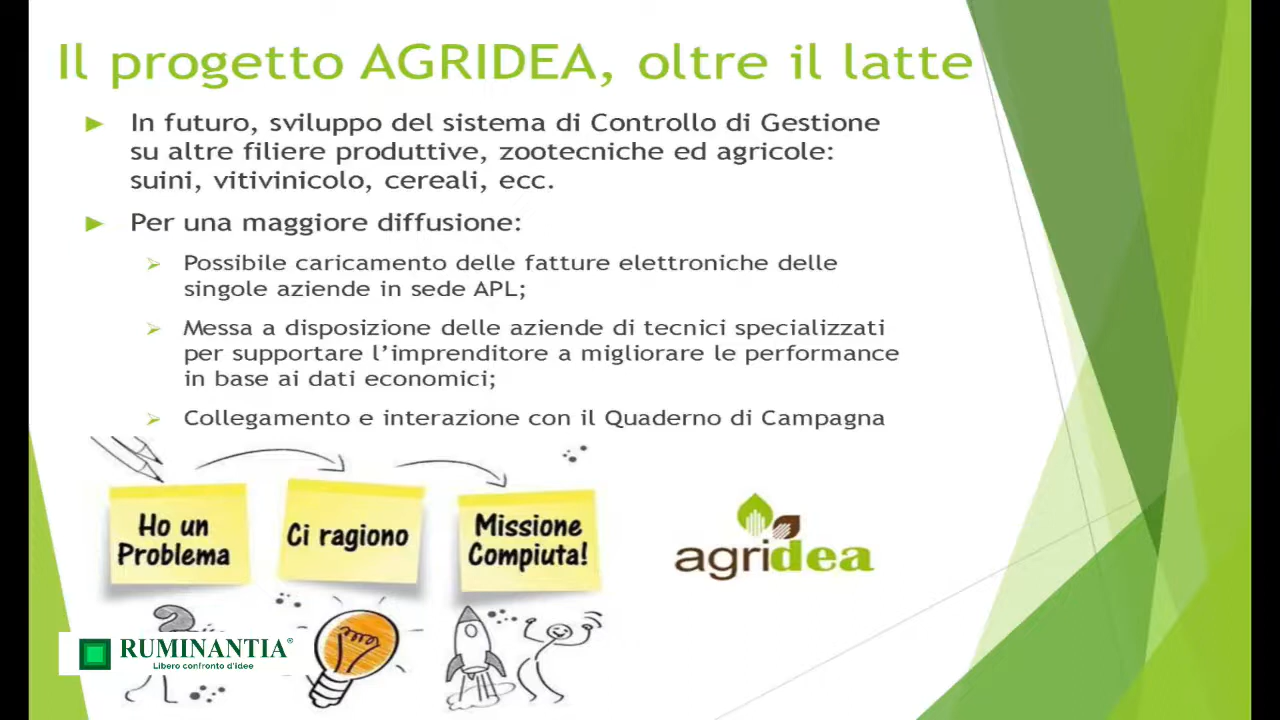 Il progetto AGRIDEA, oltre il latte
In futuro, sviluppo del sistema di Controllo di Gestione
su altre filiere produttive, zootecniche ed agricole:
suini, vitivinicolo, cereali, ecc.
Per una maggiore diffusione:
Possibile caricamento delle fatture elettroniche delle
singole aziende in sede APL;
Messa a disposizione delle aziende di tecnici specializzati
per supportare l’imprenditore a migliorare le performance
in base ai dati economici;
Collegamento e interazione con il Quaderno di Campagna
Ho un
Problema
Ci ragiono
Missione
Compiuta!
agridea
RUMINANTIA®
Libero confronto d'idee